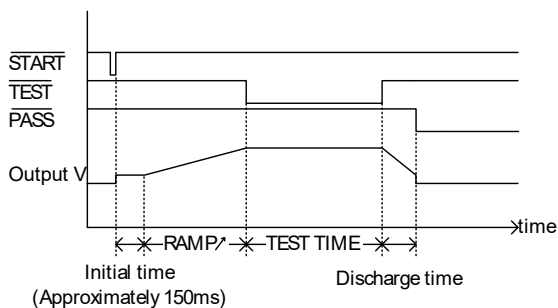 START
TEST
PASS
Output V
time
RAMP↗ TEST TIME
Initial time
(Approximately 150ms)
Discharge time